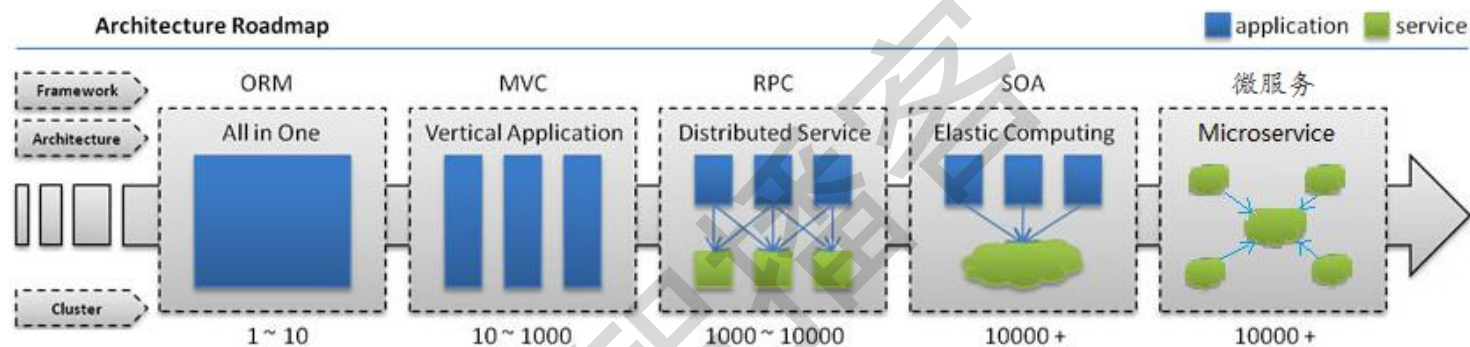 Architecture Roadmap
application
service
Framework
ORM
MVC
RPC
SOA
微服务
Architecture
All in One
Vertical Application
Distributed Service
Elastic Computing
Microservice
Cluster
1 ~ 10
10 ~ 1000
1000 ~ 10000
10000 +
10000 +